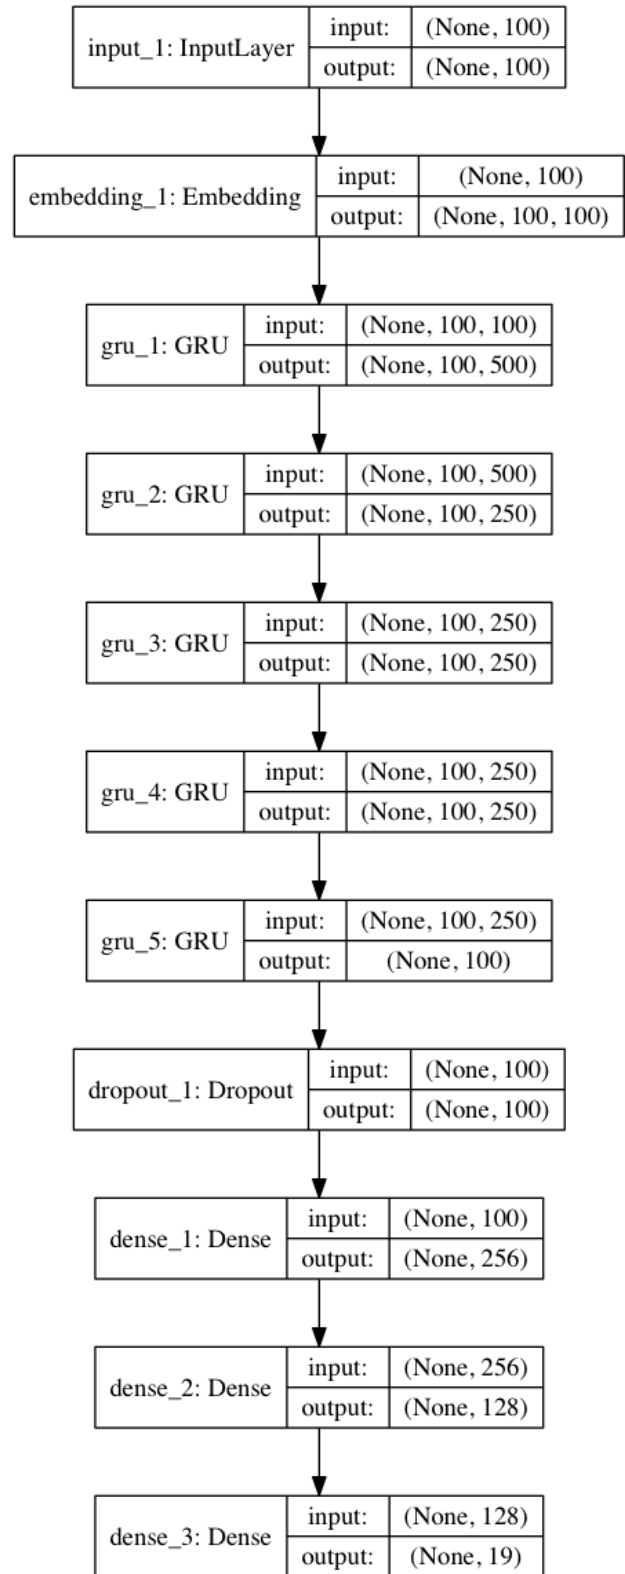 input_1: InputLayer
input: (None, 100)
output: (None, 100)
embedding_1: Embedding
input: (None, 100)
output: (None, 100, 100)
gru_1: GRU
input: (None, 100, 100)
output: (None, 100, 500)
gru_2: GRU
input: (None, 100, 500)
output: (None, 100, 250)
gru_3: GRU
input: (None, 100, 250)
output: (None, 100, 250)
gru_4: GRU
input: (None, 100, 250)
output: (None, 100, 250)
gru_5: GRU
input: (None, 100, 250)
output: (None, 100)
dropout_1: Dropout
input: (None, 100)
output: (None, 100)
dense_1: Dense
input: (None, 100)
output: (None, 256)
dense_2: Dense
input: (None, 256)
output: (None, 128)
dense_3: Dense
input: (None, 128)
output: (None, 19)